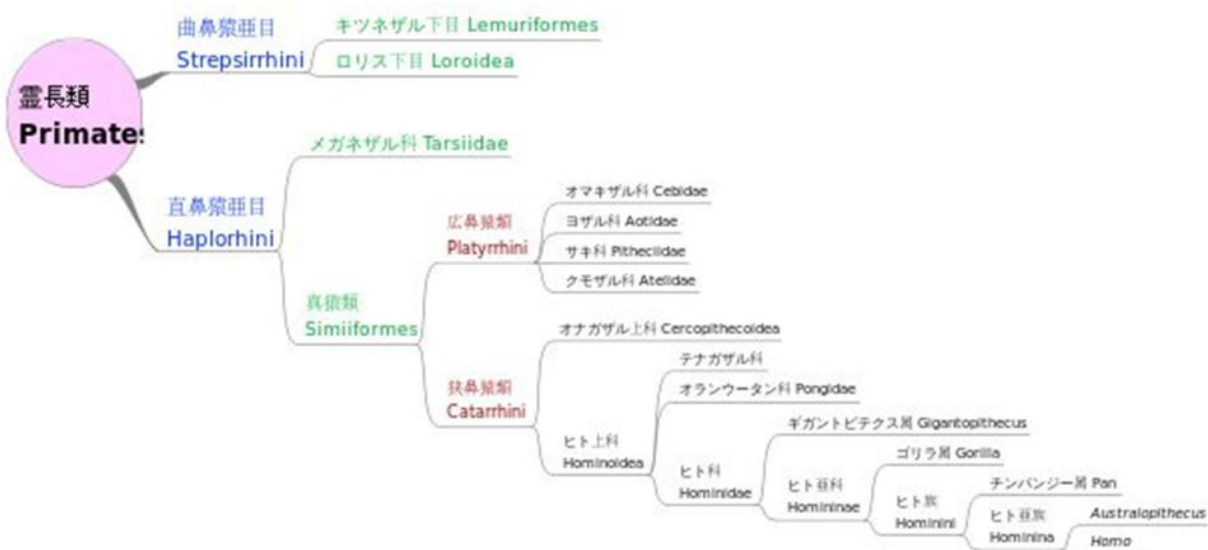 霊長類
Primates
曲鼻猿亜目
Strepsirrhini
キツネザル下目 Lemuriformes
ロリス下目 Loroidea
直鼻猿亜目
Haplorhini
メガネザル科 Tarsiidae
真猿類
Simiiformes
広鼻猿類
Platyrrhini
オマキザル科 Cebidae
ヨザル科 Aotidae
サキ科 Pitheciidae
クモザル科 Atelidae
狭鼻猿類
Catarrhini
オナガザル上科 Cercopithecoidea
ヒト上科
Hominoidea
テナガザル科
オランウータン科 Pongidae
ヒト科
Hominidae
ギガントピテクス属 Gigantopithecus
ヒト亜科
Homininae
ゴリラ属 Gorilla
ヒト族
Hominini
チンパンジー属 Pan
ヒト亜族
Hominina
Australopithecus
Homo